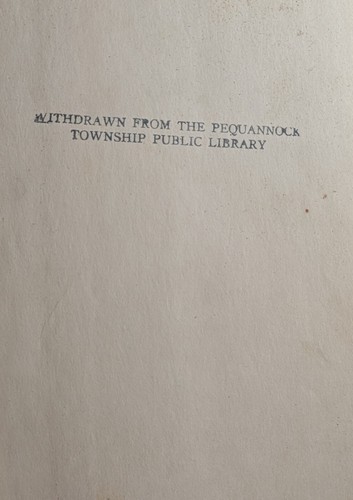 WITHDRAWN FROM THE PEQUANNOCK
TOWNSHIP PUBLIC LIBRARY